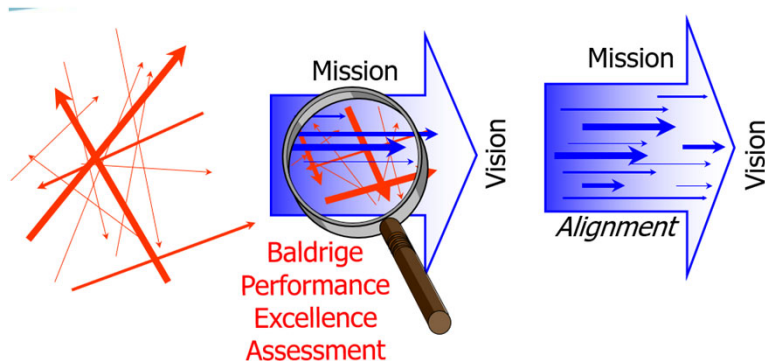 Mission
Vision
Baldrige
Performance
Excellence
Assessment
Mission
Vision
Alignment